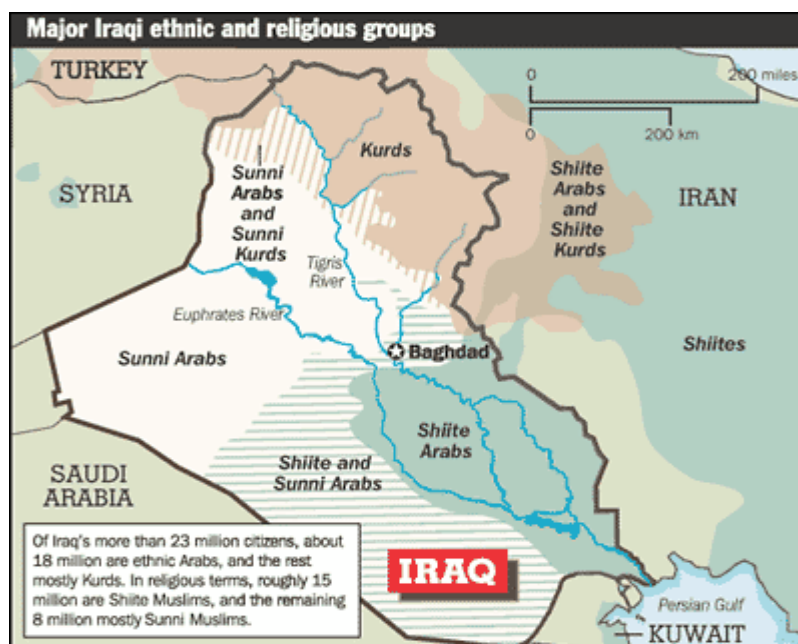 Major Iraqi ethnic and religious groups
TURKEY
0
200 miles
0
200 km
Kurds
Sunni
Arabs
and
Sunni
Kurds
Shiite
Arabs
and
Shiite
Kurds
SYRIA
IRAN
Tigris
River
Euphrates River
Sunni Arabs
Baghdad
Shiites
Shiite
Arabs
Shiite and
Sunni Arabs
SAUDI
ARABIA
Of Iraq's more than 23 million citizens, about
18 million are ethnic Arabs, and the rest
mostly Kurds. In religious terms, roughly 15
million are Shiite Muslims, and the remaining
8 million mostly Sunni Muslims.
IRAQ
Persian Gulf
KUWAIT